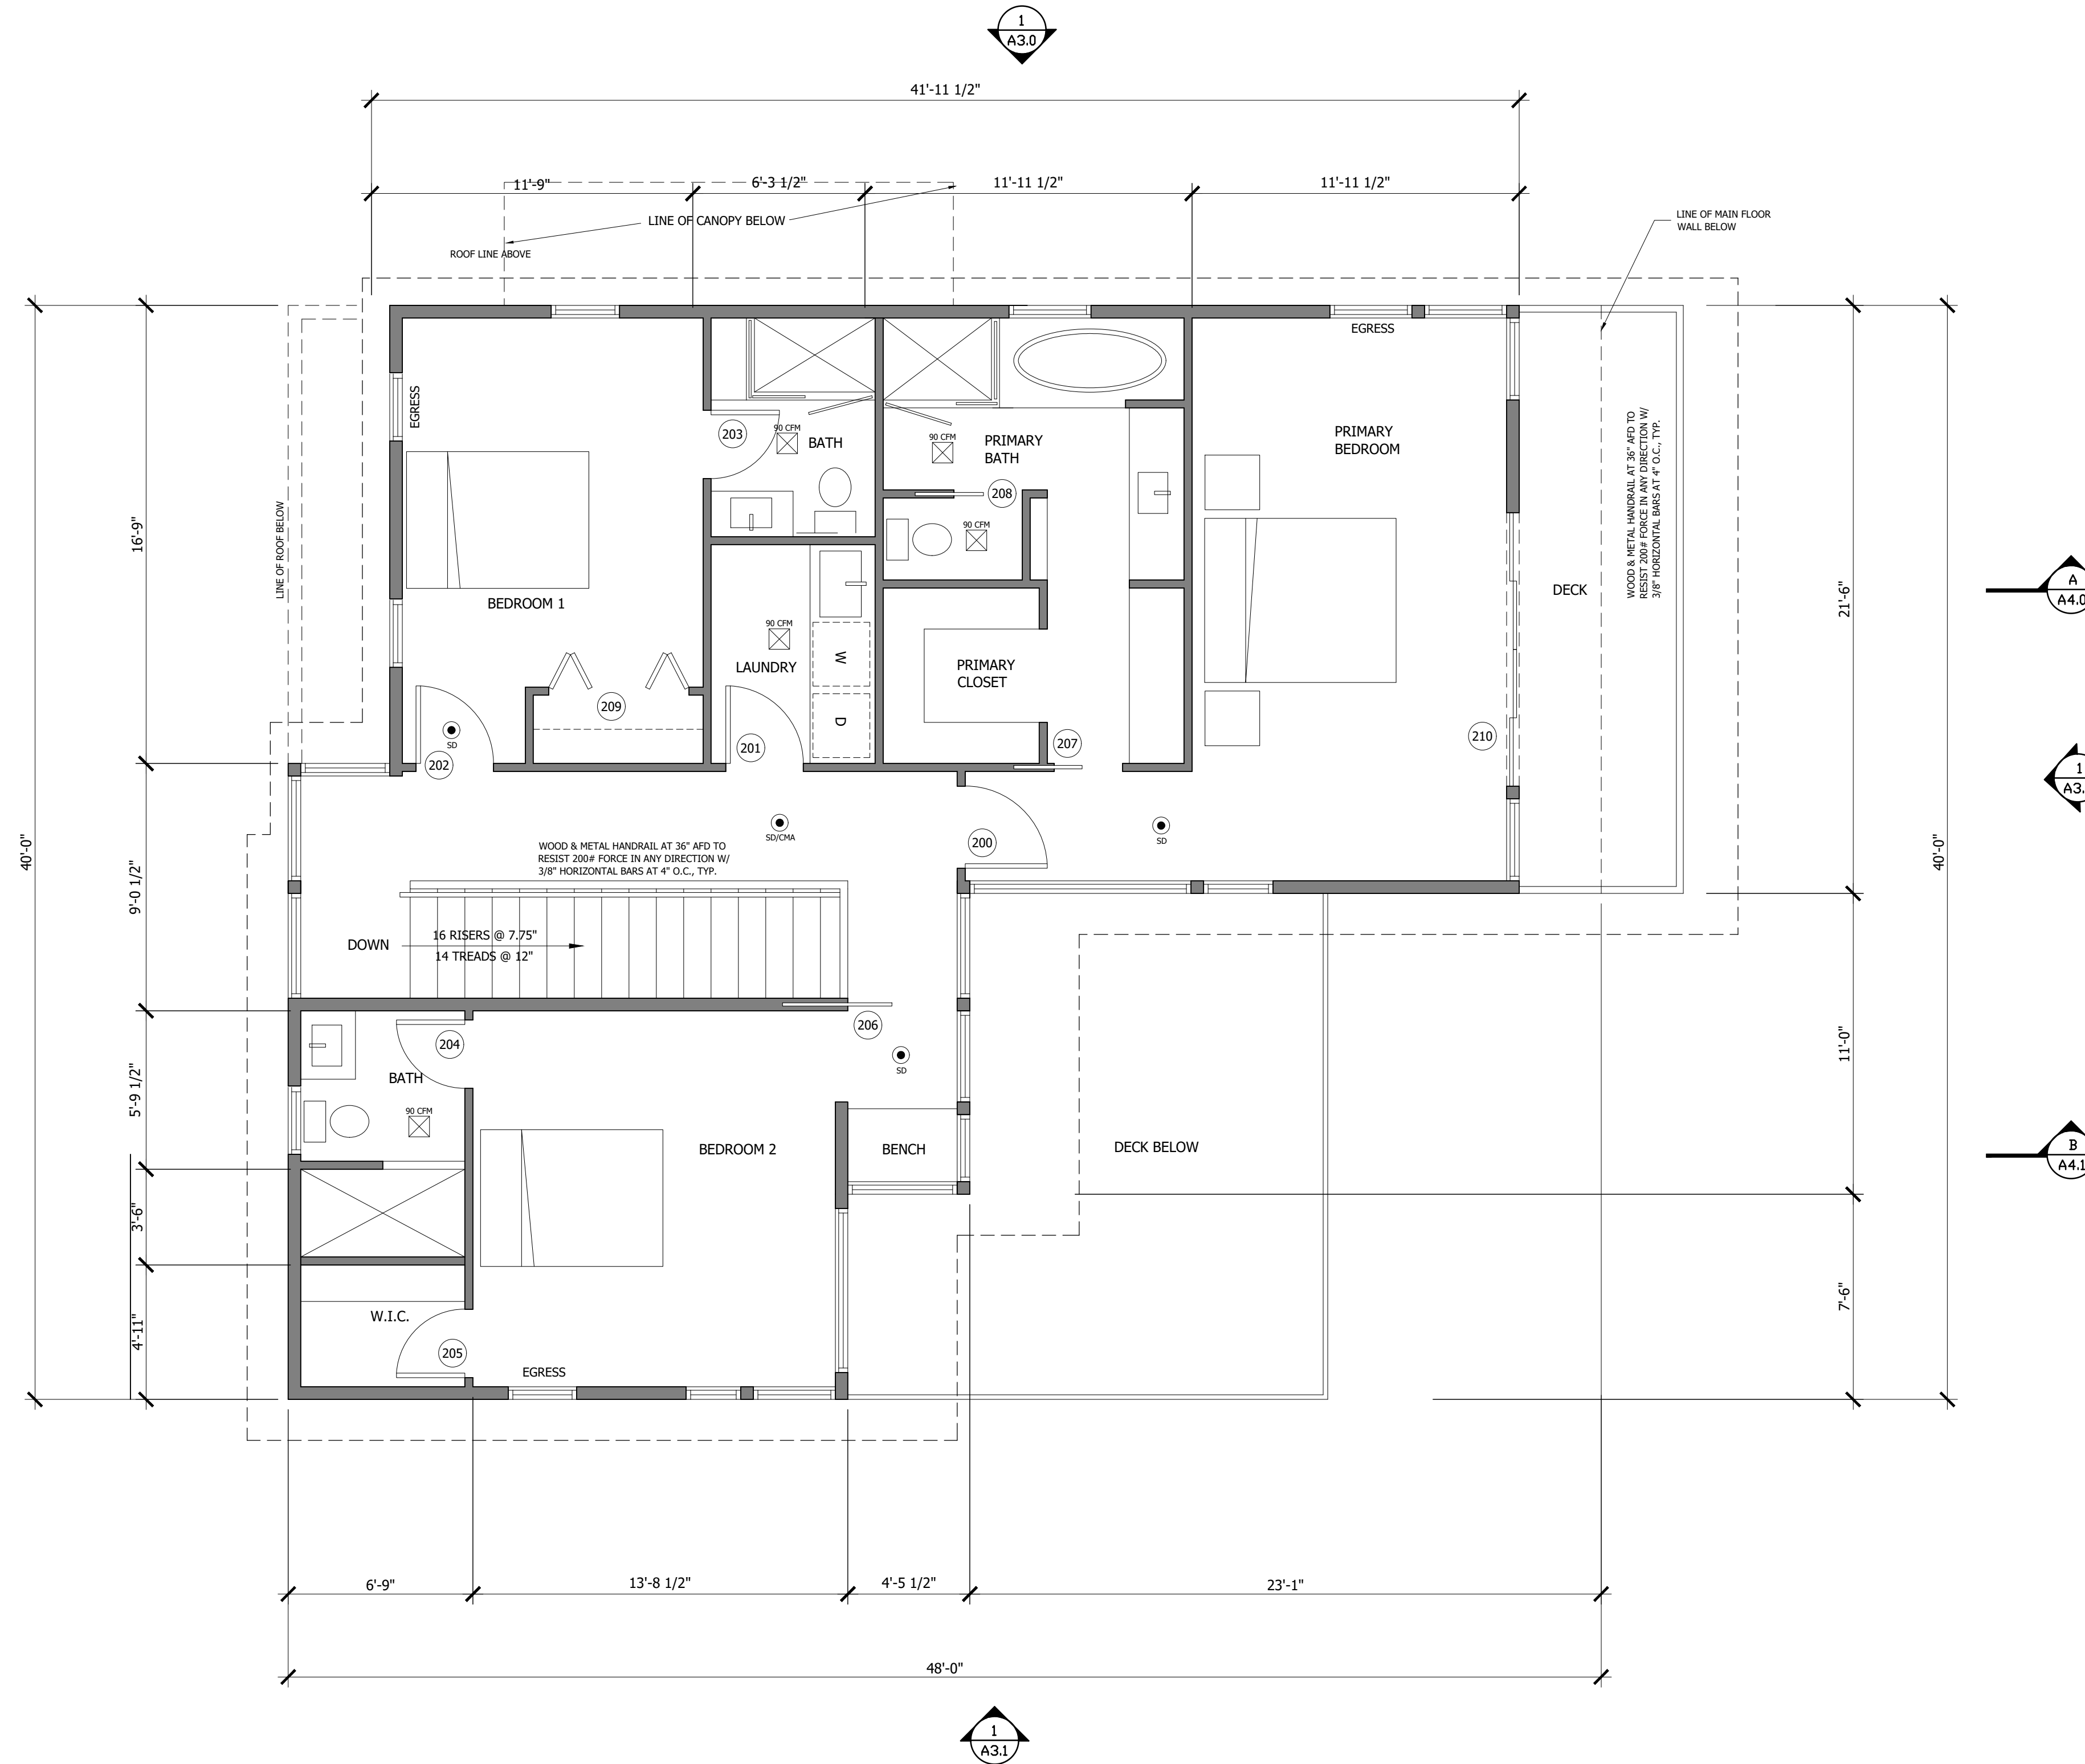 1
A3.0
41'-11 1/2"
11'-9"
6'-3 1/2"
11'-11 1/2"
11'-11 1/2"
LINE OF CANOPY BELOW
ROOF LINE ABOVE
LINE OF MAIN FLOOR
WALL BELOW
EGRESS
EGRESS
203
90 CFM
BATH
90 CFM
PRIMARY
BATH
PRIMARY
BEDROOM
WOOD & METAL HANDRAIL AT 36" AFD TO
RESIST 200# FORCE IN ANY DIRECTION W/
3/8" HORIZONTAL BARS AT 4" O.C., TYP.
208
90 CFM
16'-9"
LINE OF ROOF BELOW
BEDROOM 1
DECK
21'-6"
A
A4.0
90 CFM
LAUNDRY
W
D
PRIMARY
CLOSET
209
SD
202
201
207
210
1
A3.
40'-0"
SD/CMA
200
SD
40'-0"
WOOD & METAL HANDRAIL AT 36" AFD TO
RESIST 200# FORCE IN ANY DIRECTION W/
3/8" HORIZONTAL BARS AT 4" O.C., TYP.
9'-0 1/2"
DOWN
16 RISERS @ 7.75"
14 TREADS @ 12"
206
204
SD
BATH
90 CFM
5'-9 1/2"
11'-0"
BEDROOM 2
BENCH
DECK BELOW
B
A4.1
3'-6"
W.I.C.
205
EGRESS
4'-11"
7'-6"
6'-9"
13'-8 1/2"
4'-5 1/2"
23'-1"
48'-0"
1
A3.1